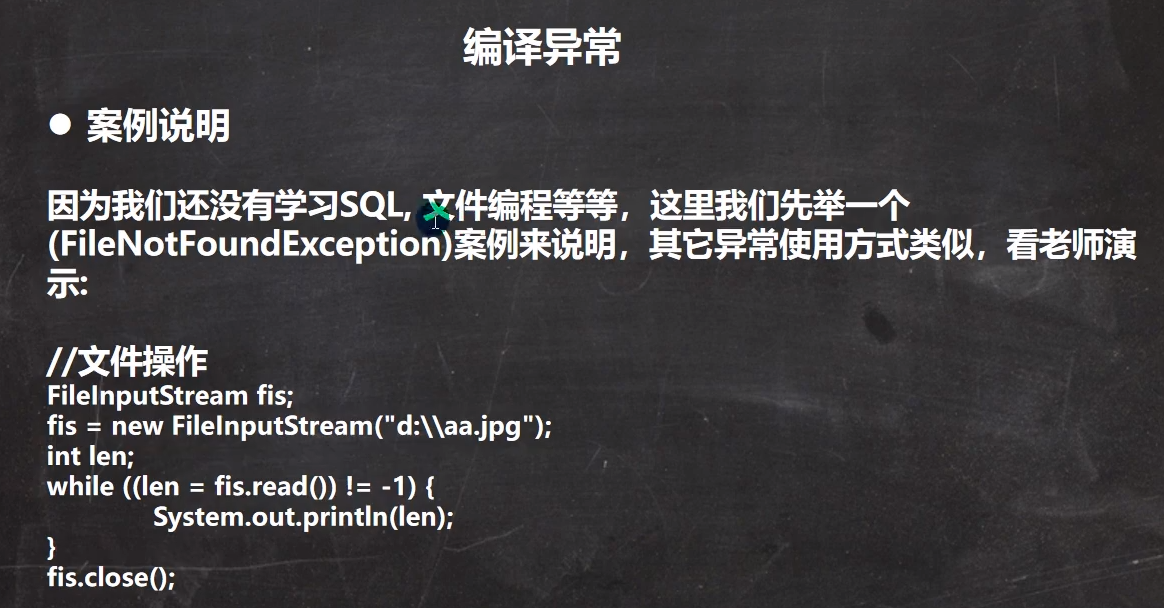 编译异常
● 案例说明
因为我们还没有学习SQL, 文件编程等等，这里我们先举一个
(FileNotFoundException)案例来说明，其它异常使用方式类似，看老师演
示:
//文件操作
FileInputStream fis;
fis = new FileInputStream("d:\\aa.jpg");
int len;
while ((len = fis.read()) != -1) {
System.out.println(len);
}
fis.close();